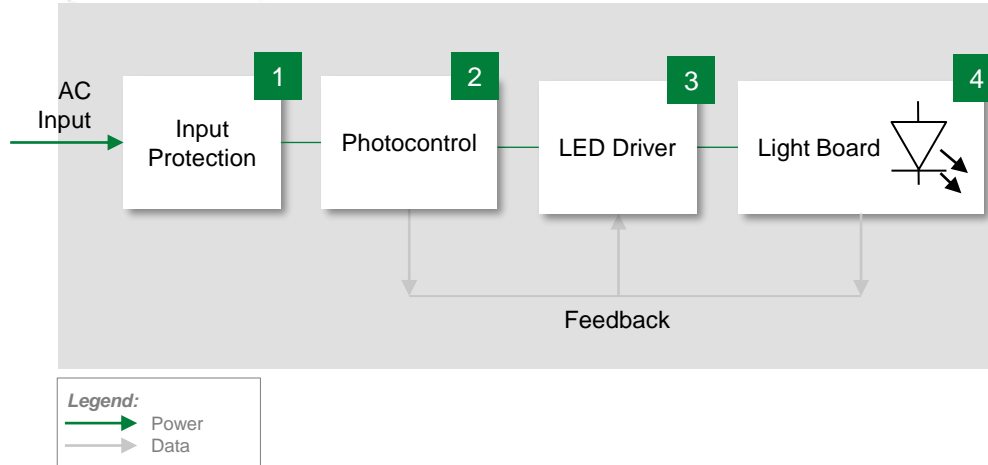 1
2
3
4
AC
Input
Input
Protection
Photocontrol
LED Driver
Light Board
Feedback
Legend:
Power
Data